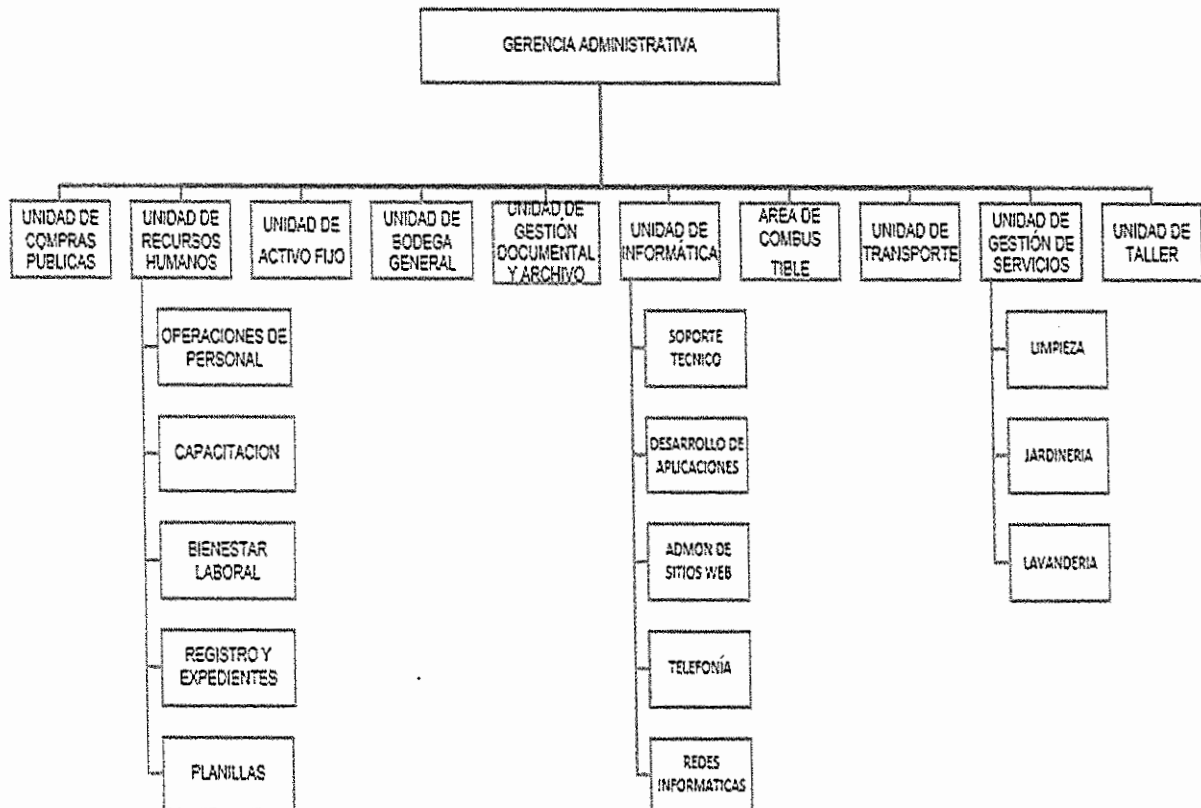 GERENCIA ADMINISTRATIVA
UNIDAD DE
COMPRAS
PUBLICAS
UNIDAD DE
RECURSOS
HUMANOS
UNIDAD DE
ACTIVO FIJO
UNIDAD DE
BODEGA
GENERAL
UNIDAD DE
GESTIÓN
DOCUMENTAL
Y ARCHIVO
UNIDAD DE
INFORMÁTICA
AREA DE
COMBUS
TIBLE
UNIDAD DE
TRANSPORTE
UNIDAD DE
GESTIÓN DE
SERVICIOS
UNIDAD DE
TALLER
OPERACIONES DE
PERSONAL
CAPACITACION
BIENESTAR
LABORAL
REGISTRO Y
EXPEDIENTES
PLANILLAS
SOPORTE
TECNICO
DESARROLLO DE
APLICACIONES
ADMON DE
SITIOS WEB
TELEFONÍA
REDES
INFORMATICAS
LIMPIEZA
JARDINERIA
LAVANDERIA